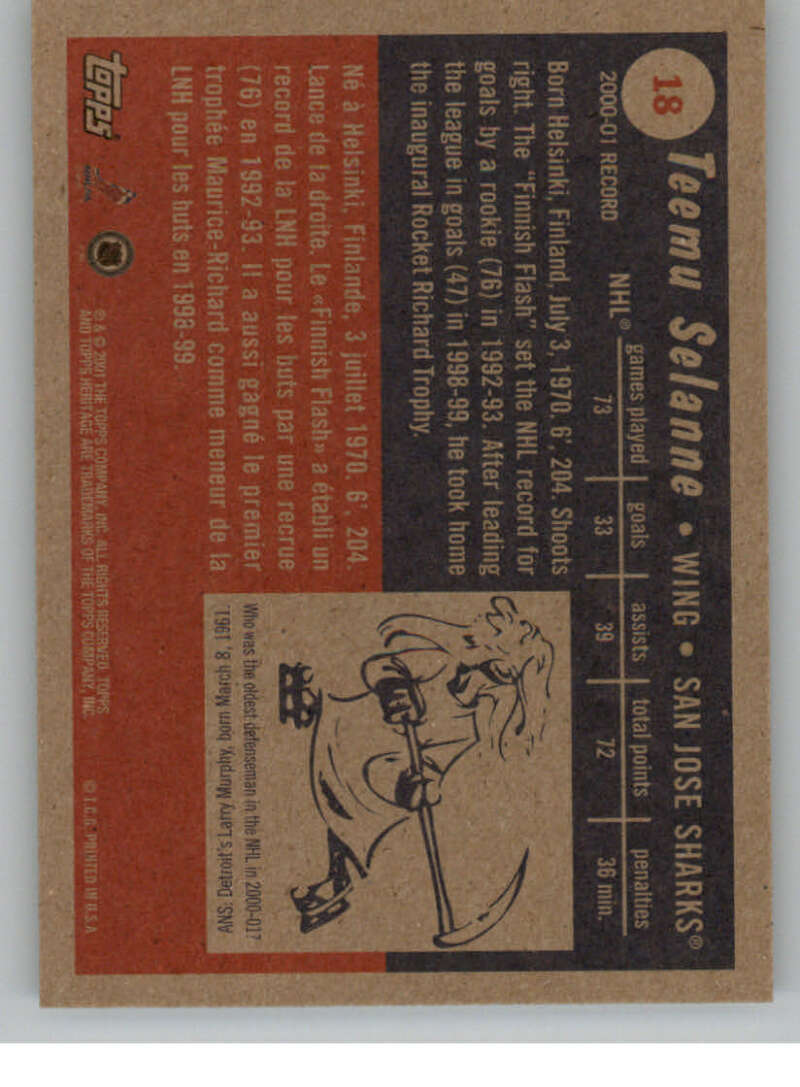 18
Teemu Selanne • WING • SAN JOSE SHARKS®
2000-01 RECORD
games played goals assists total points penalties
NHL® 73 33 39 72 36 min.
Born Helsinki, Finland, July 3, 1970. 6', 204. Shoots
right. The "Finnish Flash" set the NHL record for
goals by a rookie (76) in 1992-93. After leading
the league in goals (47) in 1998-99, he took home
the inaugural Rocket Richard Trophy.
Né à Helsinki, Finlande, 3 juillet 1970. 6', 204.
Lance de la droite. Le «Finnish Flash» a établi un
record de la LNH pour les buts par une recrue
(76) en 1992-93. Il a aussi gagné le premier
trophée Maurice-Richard comme meneur de la
LNH pour les buts en 1998-99.
Who was the oldest defenseman in the NHL in 2000-01?
ANS: Detroit's Larry Murphy, born March 8, 1961.
topps
® & © 2001 THE TOPPS COMPANY, INC. ALL RIGHTS RESERVED. TOPPS
AND TOPPS HERITAGE ARE TRADEMARKS OF THE TOPPS COMPANY, INC.
© T.C.G. PRINTED IN U.S.A